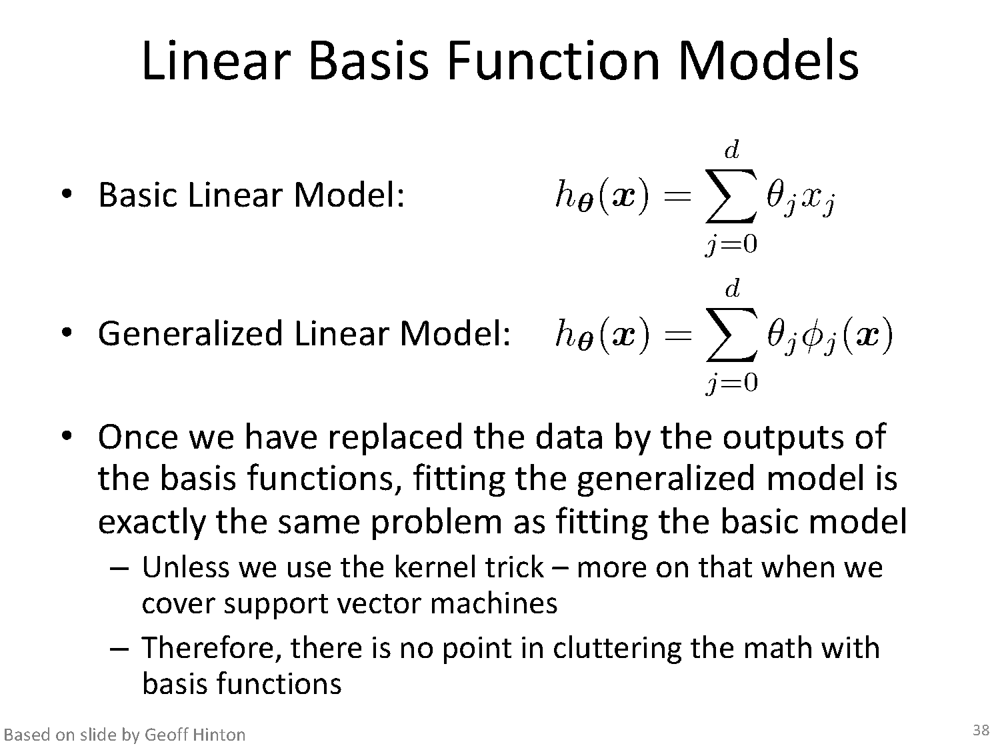 Linear Basis Function Models
• Basic Linear Model: $h_{\boldsymbol{\theta}}(\boldsymbol{x}) = \sum_{j=0}^{d} \theta_j x_j$
• Generalized Linear Model: $h_{\boldsymbol{\theta}}(\boldsymbol{x}) = \sum_{j=0}^{d} \theta_j \phi_j(\boldsymbol{x})$
• Once we have replaced the data by the outputs of
the basis functions, fitting the generalized model is
exactly the same problem as fitting the basic model
– Unless we use the kernel trick – more on that when we
cover support vector machines
– Therefore, there is no point in cluttering the math with
basis functions
Based on slide by Geoff Hinton
38